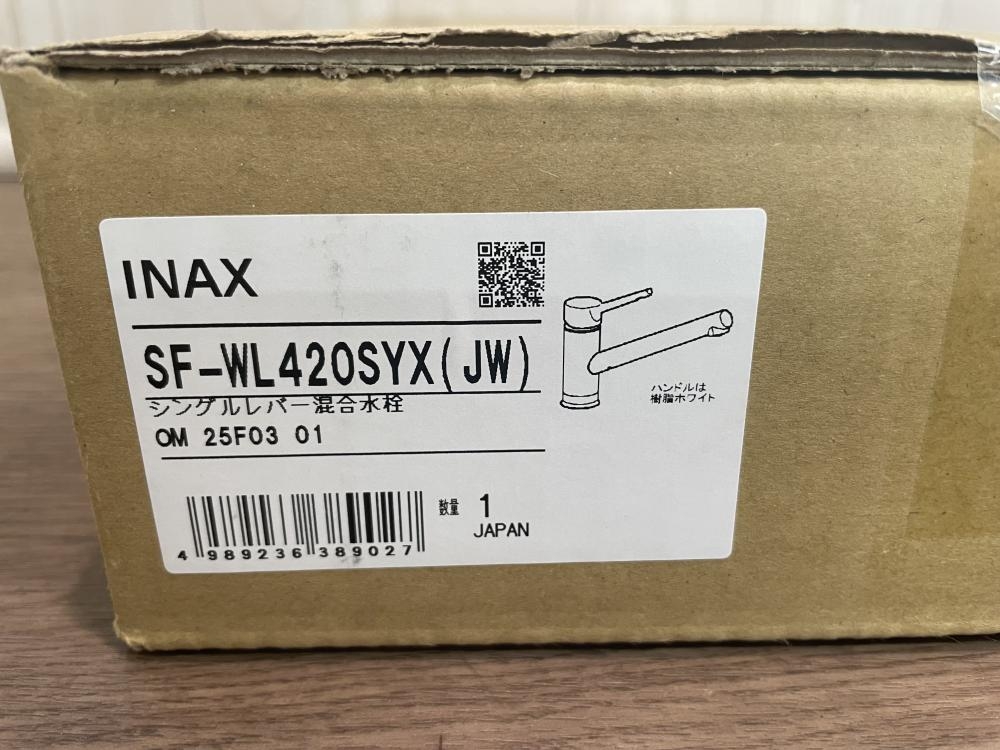 INAX
SF-WL420SYX(JW)
シングルレバー混合水栓
OM 25F03 01
ハンドルは
樹脂ホワイト
数量 1
JAPAN
4 989236 389027